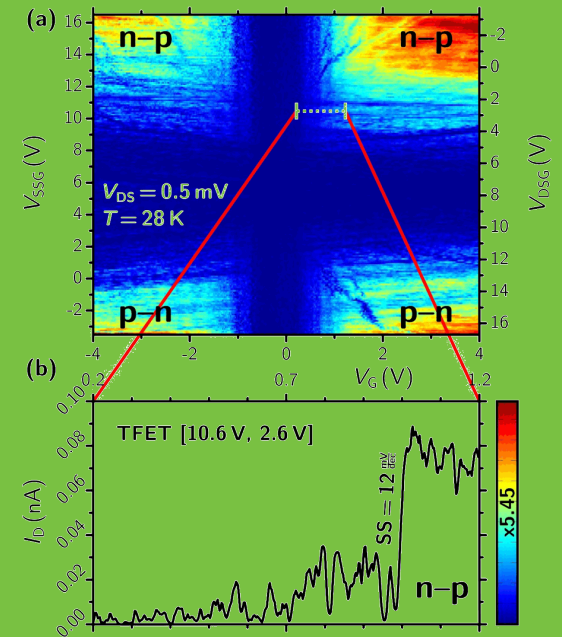 (a)
n–p
n–p
16
14
12
10
8
6
4
2
0
-2
V_SSG (V)
-2
0
2
4
6
8
10
12
14
16
V_DSG (V)
V_DS = 0.5 mV
T = 28 K
p–n
p–n
-4
-2
0
2
4
(b)
0.2
0.7
V_G (V)
1.2
0.10
0.08
0.06
0.04
0.02
0.00
I_D (nA)
TFET [10.6 V, 2.6 V]
SS = 12 mV/dec
n–p
x5.45